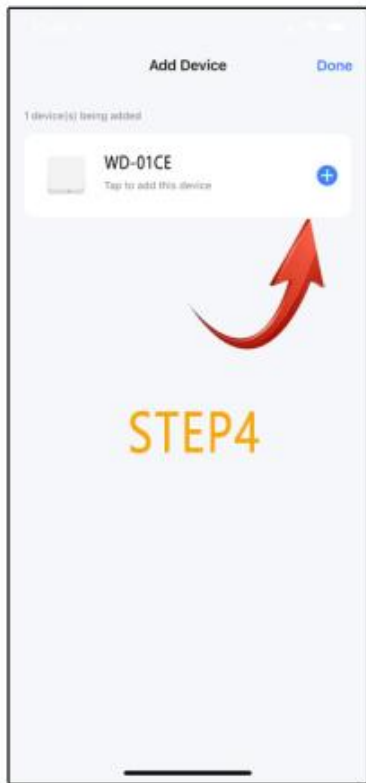 Add Device Done
1 device(s) being added
WD-01CE
Tap to add this device
STEP4